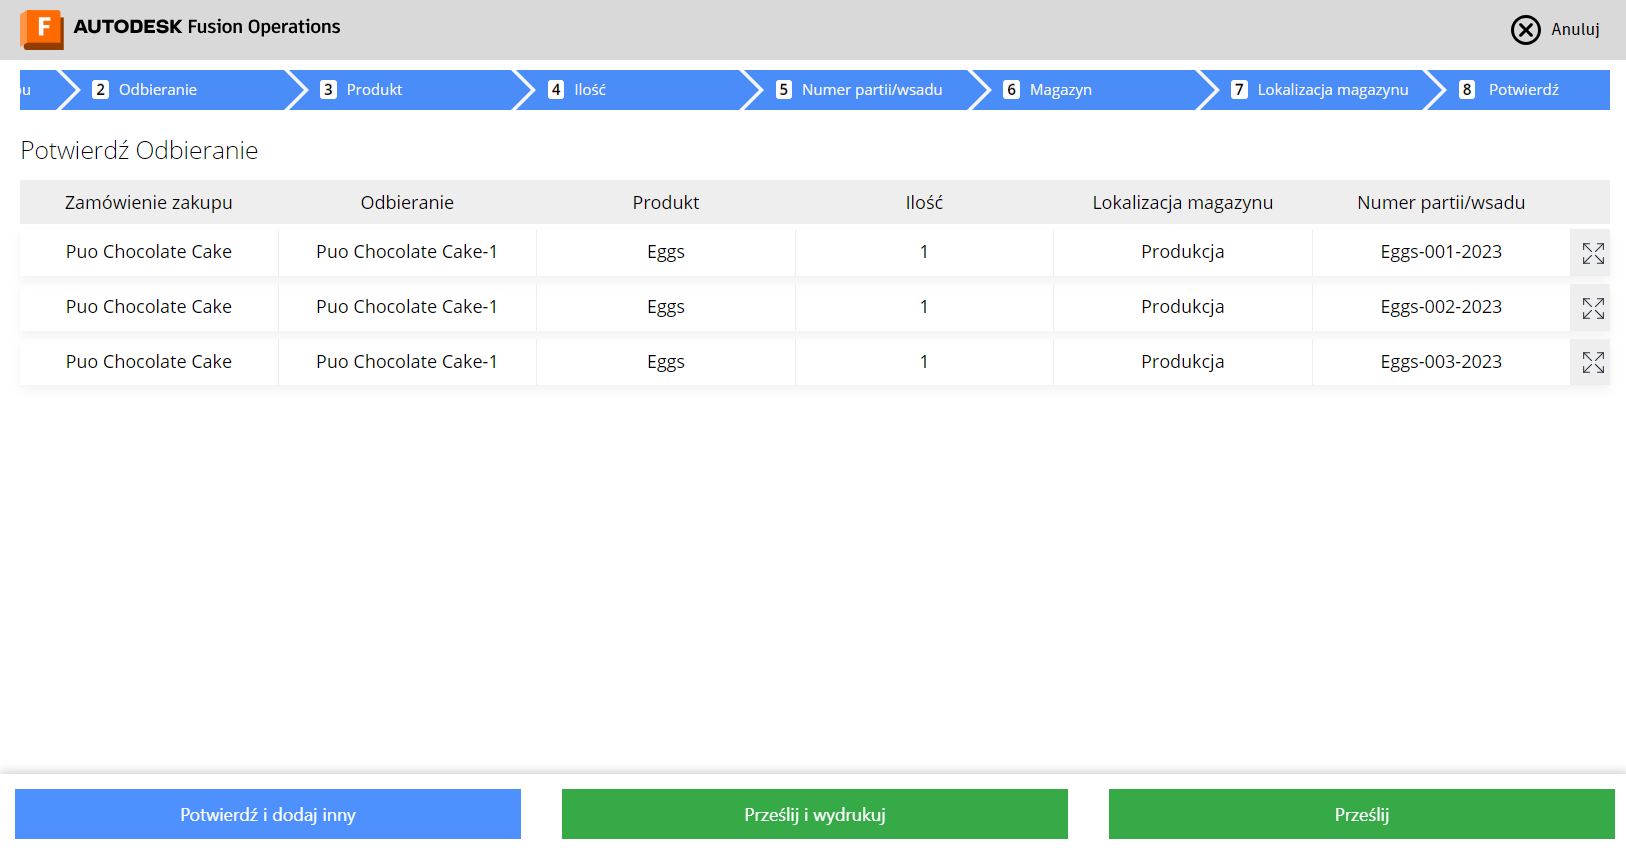 F AUTODESK Fusion Operations
Anuluj
2 Odbieranie
3 Produkt
4 Ilość
5 Numer partii/wsadu
6 Magazyn
7 Lokalizacja magazynu
8 Potwierdź
Potwierdź Odbieranie
Zamówienie zakupu Odbieranie Produkt Ilość Lokalizacja magazynu Numer partii/wsadu
Puo Chocolate Cake Puo Chocolate Cake-1 Eggs 1 Produkcja Eggs-001-2023
Puo Chocolate Cake Puo Chocolate Cake-1 Eggs 1 Produkcja Eggs-002-2023
Puo Chocolate Cake Puo Chocolate Cake-1 Eggs 1 Produkcja Eggs-003-2023
Potwierdź i dodaj inny
Prześlij i wydrukuj
Prześlij